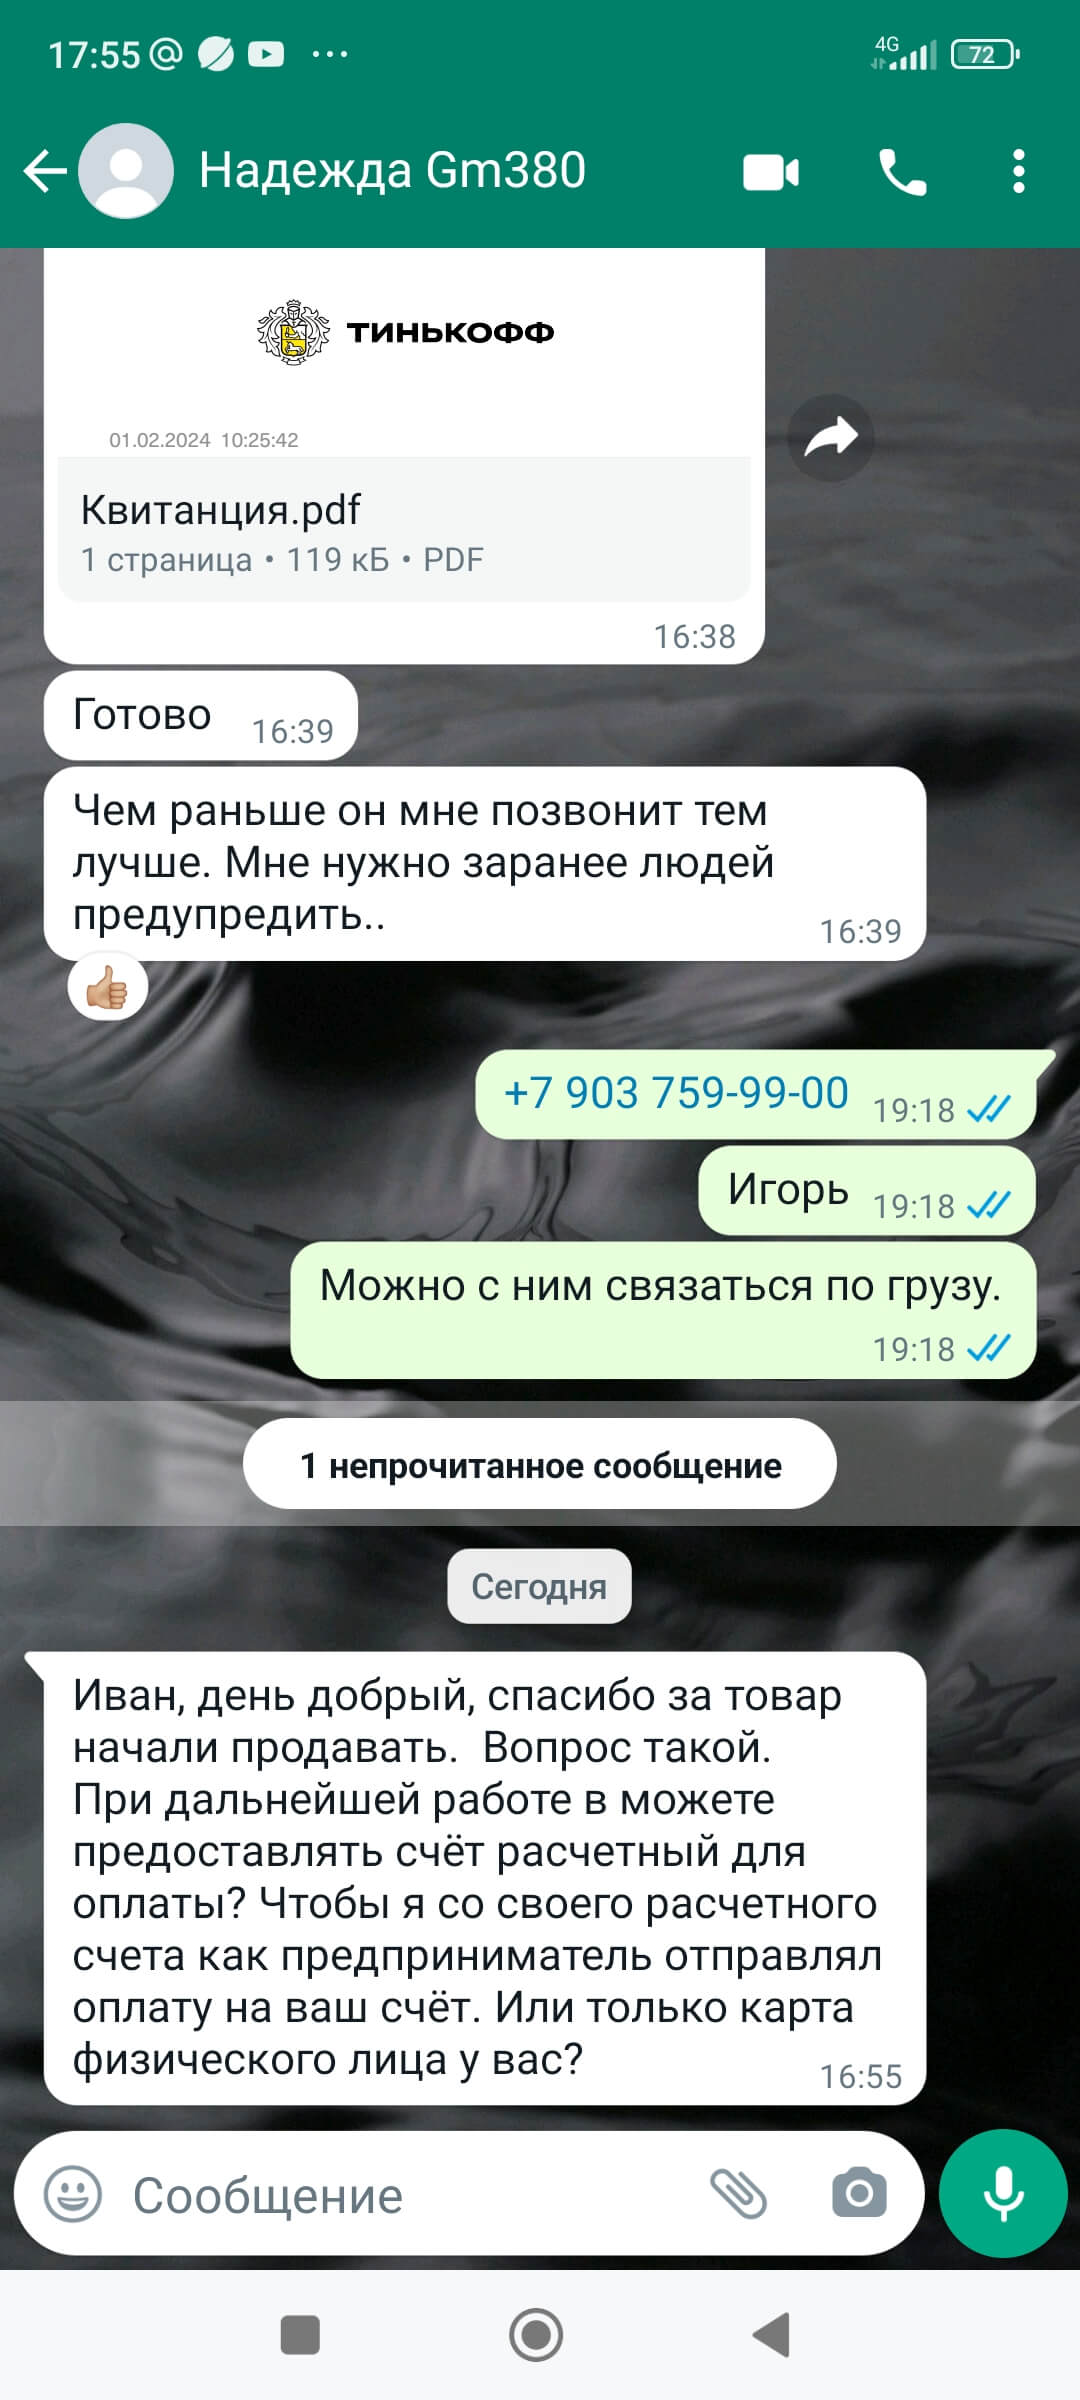 17:55 @ ...
4G
72
Надежда Gm380
ТИНЬКОФФ
01.02.2024 10:25:42
Квитанция.pdf
1 страница • 119 кБ • PDF
16:38
Готово 16:39
Чем раньше он мне позвонит тем
лучше. Мне нужно заранее людей
предупредить..
16:39
+7 903 759-99-00 19:18
Игорь 19:18
Можно с ним связаться по грузу.
19:18
1 непрочитанное сообщение
Сегодня
Иван, день добрый, спасибо за товар
начали продавать.  Вопрос такой.
При дальнейшей работе в можете
предоставлять счёт расчетный для
оплаты? Чтобы я со своего расчетного
счета как предприниматель отправлял
оплату на ваш счёт. Или только карта
физического лица у вас?
16:55
Сообщение